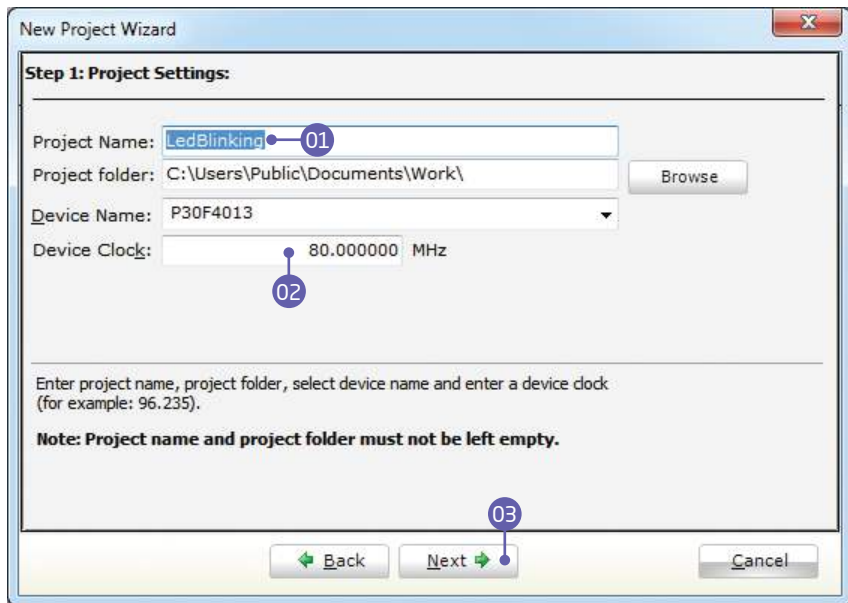 New Project Wizard
Step 1: Project Settings:
Project Name: LedBlinking 01
Project folder: C:\Users\Public\Documents\Work\ Browse
Device Name: P30F4013
Device Clock: 80.000000 MHz
02
Enter project name, project folder, select device name and enter a device clock
(for example: 96.235).
Note: Project name and project folder must not be left empty.
03
Back Next Cancel